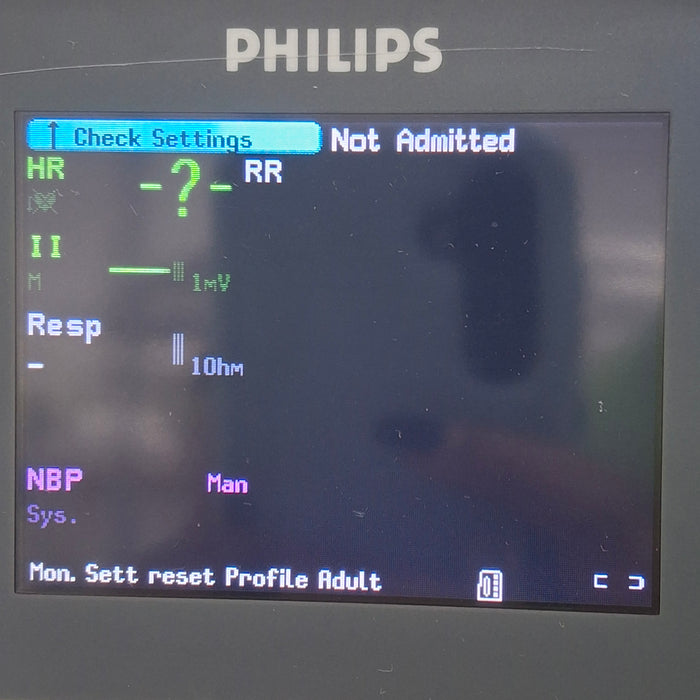 PHILIPS
↑ Check Settings Not Admitted
HR -?- RR
II
M 1mV
Resp
- 1Ohm
NBP Man
Sys.
Mon. Sett reset Profile Adult